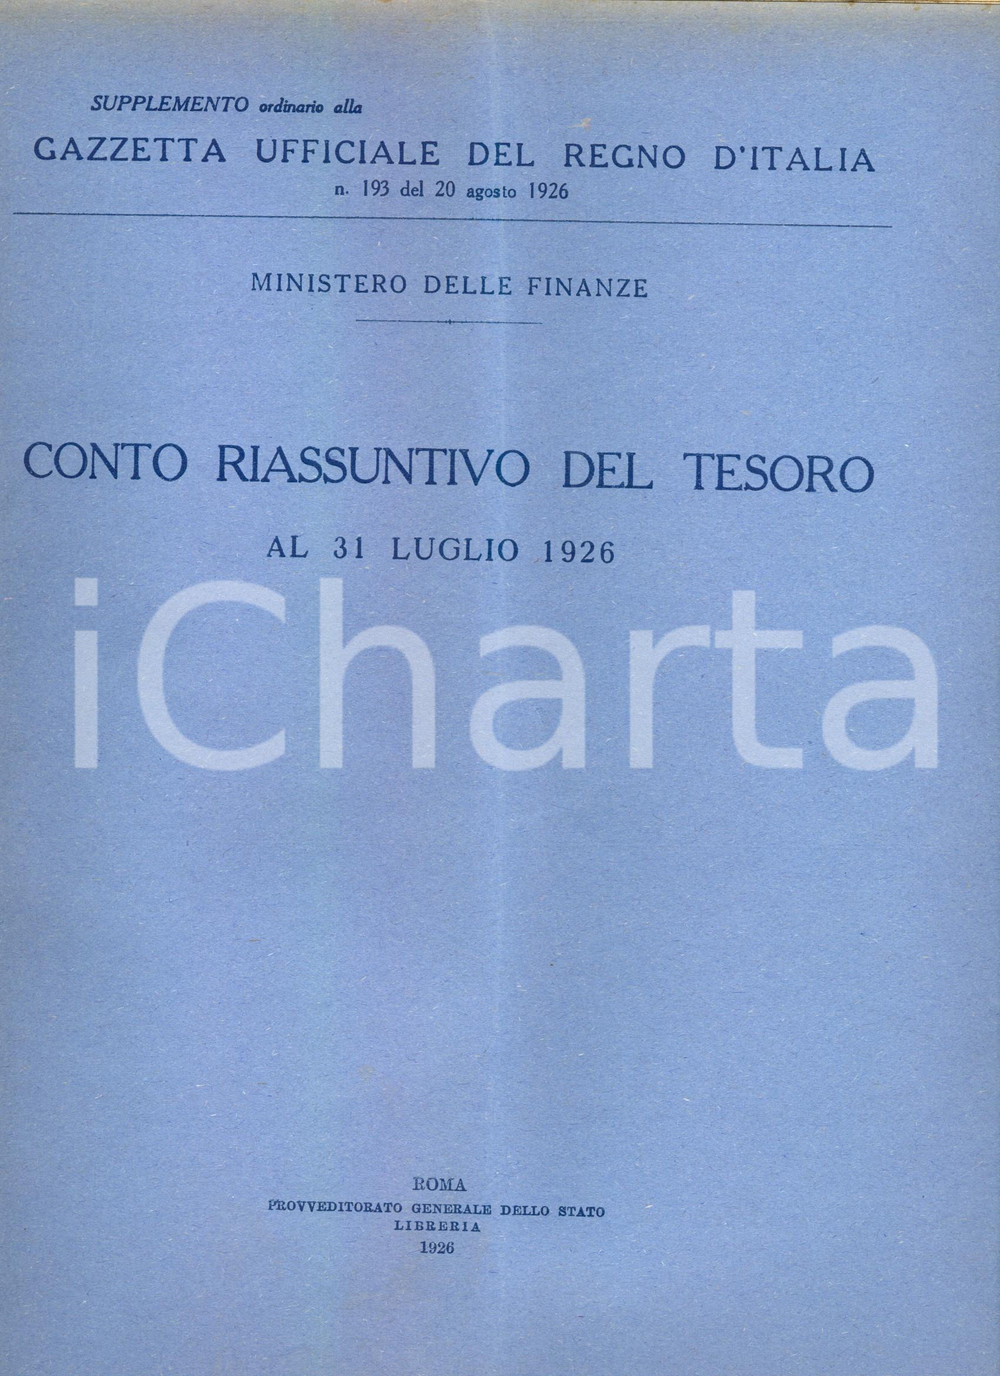 SUPPLEMENTO ordinario alla
GAZZETTA UFFICIALE DEL REGNO D'ITALIA
n. 193 del 20 agosto 1926
MINISTERO DELLE FINANZE
CONTO RIASSUNTIVO DEL TESORO
AL 31 LUGLIO 1926
iCharta
ROMA
PROVVEDITORATO GENERALE DELLO STATO
LIBRERIA
1926